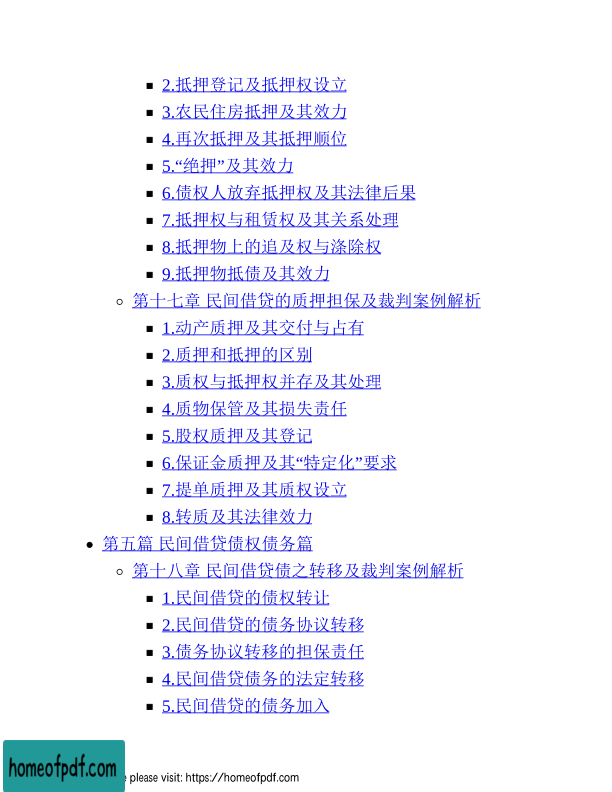 2.抵押登记及抵押权设立
3.农民住房抵押及其效力
4.再次抵押及其抵押顺位
5.“绝押”及其效力
6.债权人放弃抵押权及其法律后果
7.抵押权与租赁权及其关系处理
8.抵押物上的追及权与涤除权
9.抵押物抵债及其效力
第十七章 民间借贷的质押担保及裁判案例解析
1.动产质押及其交付与占有
2.质押和抵押的区别
3.质权与抵押权并存及其处理
4.质物保管及其损失责任
5.股权质押及其登记
6.保证金质押及其“特定化”要求
7.提单质押及其质权设立
8.转质及其法律效力
第五篇 民间借贷债权债务篇
第十八章 民间借贷债之转移及裁判案例解析
1.民间借贷的债权转让
2.民间借贷的债务协议转移
3.债务协议转移的担保责任
4.民间借贷债务的法定转移
5.民间借贷的债务加入
homeofpdf.com
please visit: https://homeofpdf.com